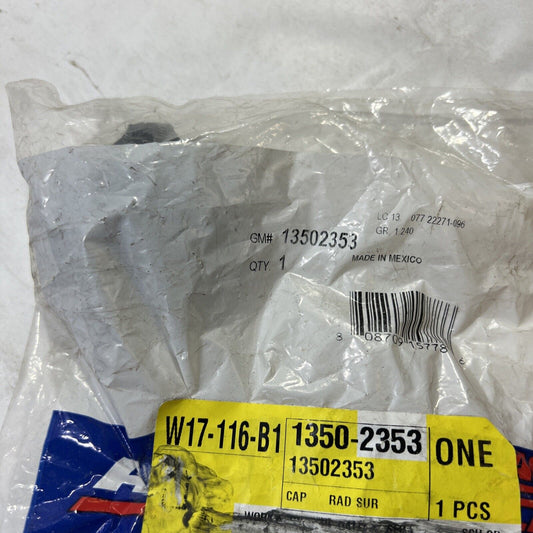 LC 13 077 22271-096
GM# 13502353 GR 1.240
QTY 1 MADE IN MEXICO
W17-116-B1 1350-2353 ONE
13502353
CAP RAD SUR 1 PCS